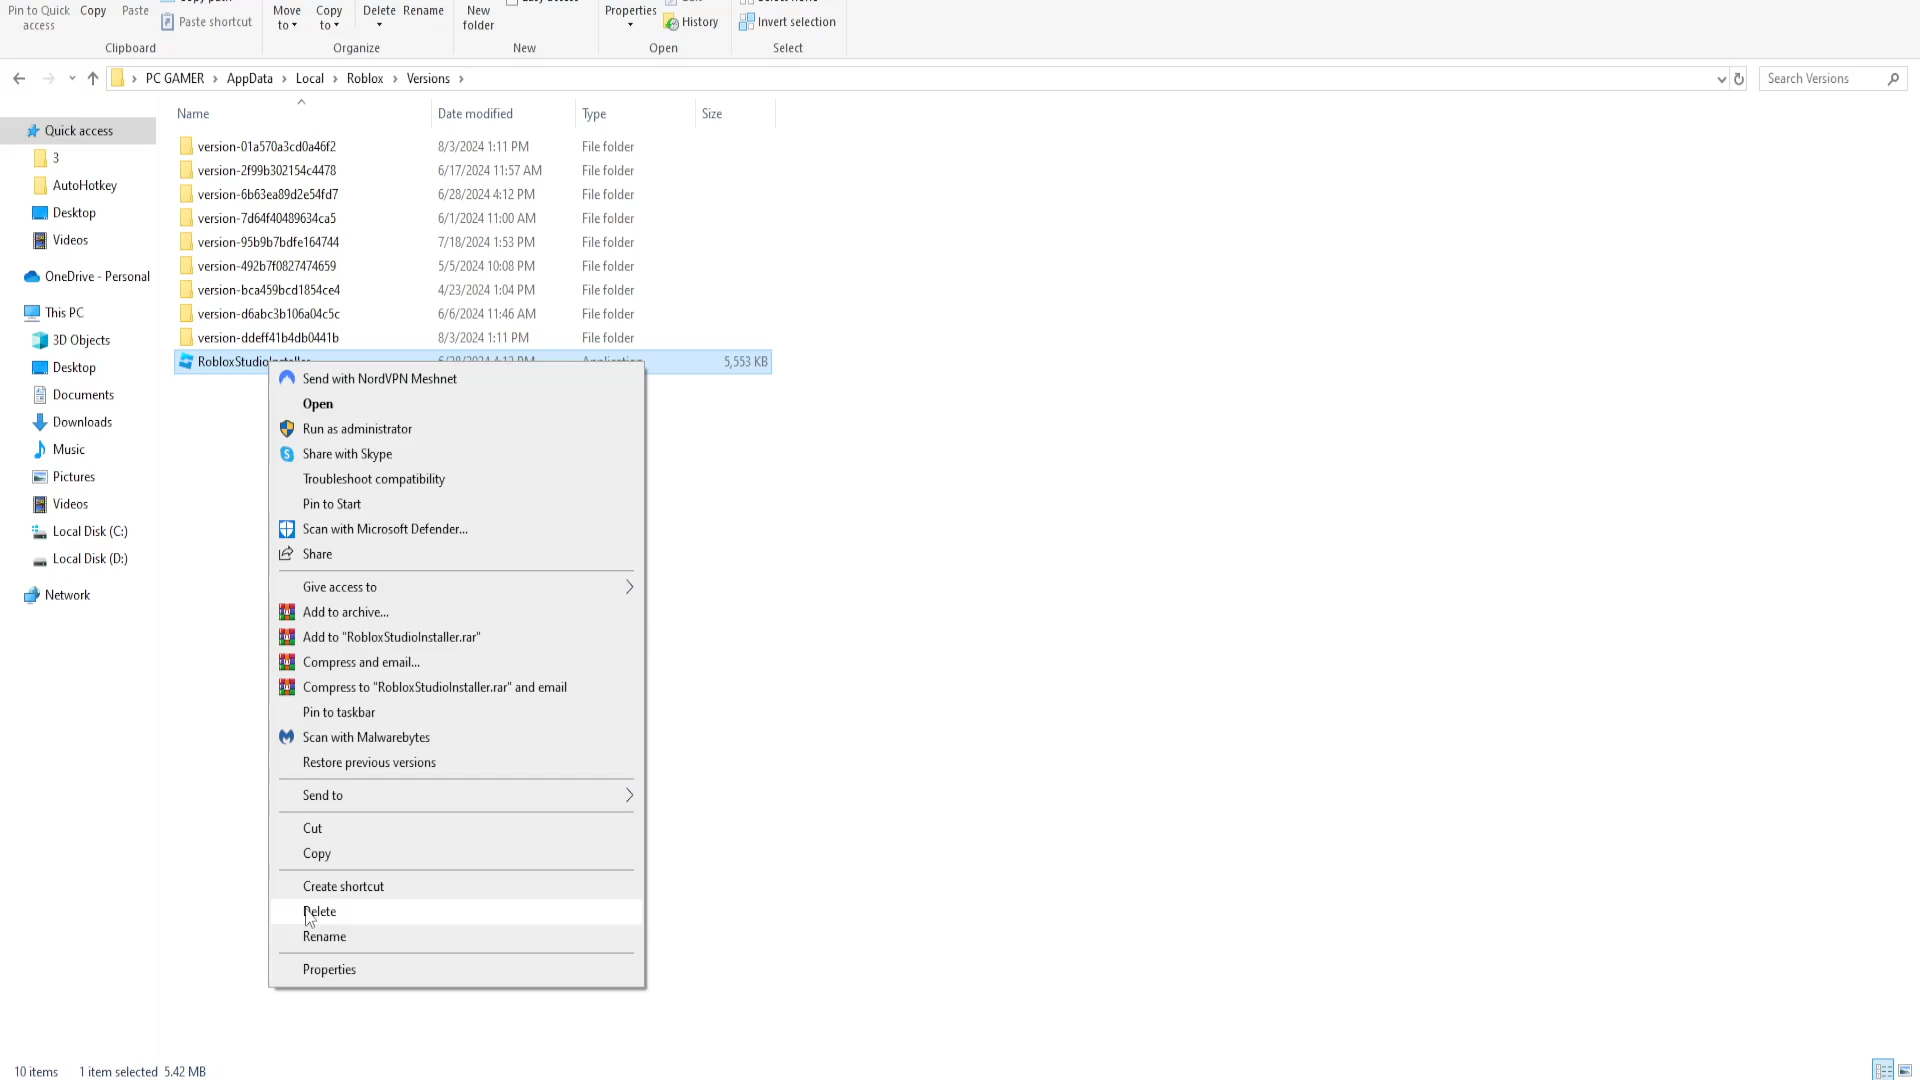 Pin to Quick access
Copy
Paste
Paste shortcut
Move to
Copy to
Delete
Rename
New folder
Properties
History
Invert selection
Clipboard
Organize
New
Open
Select
PC GAMER › AppData › Local › Roblox › Versions ›
Search Versions
Name Date modified Type Size
version-01a570a3cd0a46f2 8/3/2024 1:11 PM File folder
version-2f99b302154c4478 6/17/2024 11:57 AM File folder
version-6b63ea89d2e54fd7 6/28/2024 4:12 PM File folder
version-7d64f40489634ca5 6/1/2024 11:00 AM File folder
version-95b9b7bdfe164744 7/18/2024 1:53 PM File folder
version-492b7f0827474659 5/5/2024 10:08 PM File folder
version-bca459bcd1854ce4 4/23/2024 1:04 PM File folder
version-d6abc3b106a04c5c 6/6/2024 11:46 AM File folder
version-ddeff41b4db0441b 8/3/2024 1:11 PM File folder
RobloxStudioInstaller 6/28/2024 4:12 PM Application 5,553 KB
Quick access
3
AutoHotkey
Desktop
Videos
OneDrive - Personal
This PC
3D Objects
Desktop
Documents
Downloads
Music
Pictures
Videos
Local Disk (C:)
Local Disk (D:)
Network
Send with NordVPN Meshnet
Open
Run as administrator
Share with Skype
Troubleshoot compatibility
Pin to Start
Scan with Microsoft Defender...
Share
Give access to
Add to archive...
Add to "RobloxStudioInstaller.rar"
Compress and email...
Compress to "RobloxStudioInstaller.rar" and email
Pin to taskbar
Scan with Malwarebytes
Restore previous versions
Send to
Cut
Copy
Create shortcut
Delete
Rename
Properties
10 items 1 item selected 5.42 MB